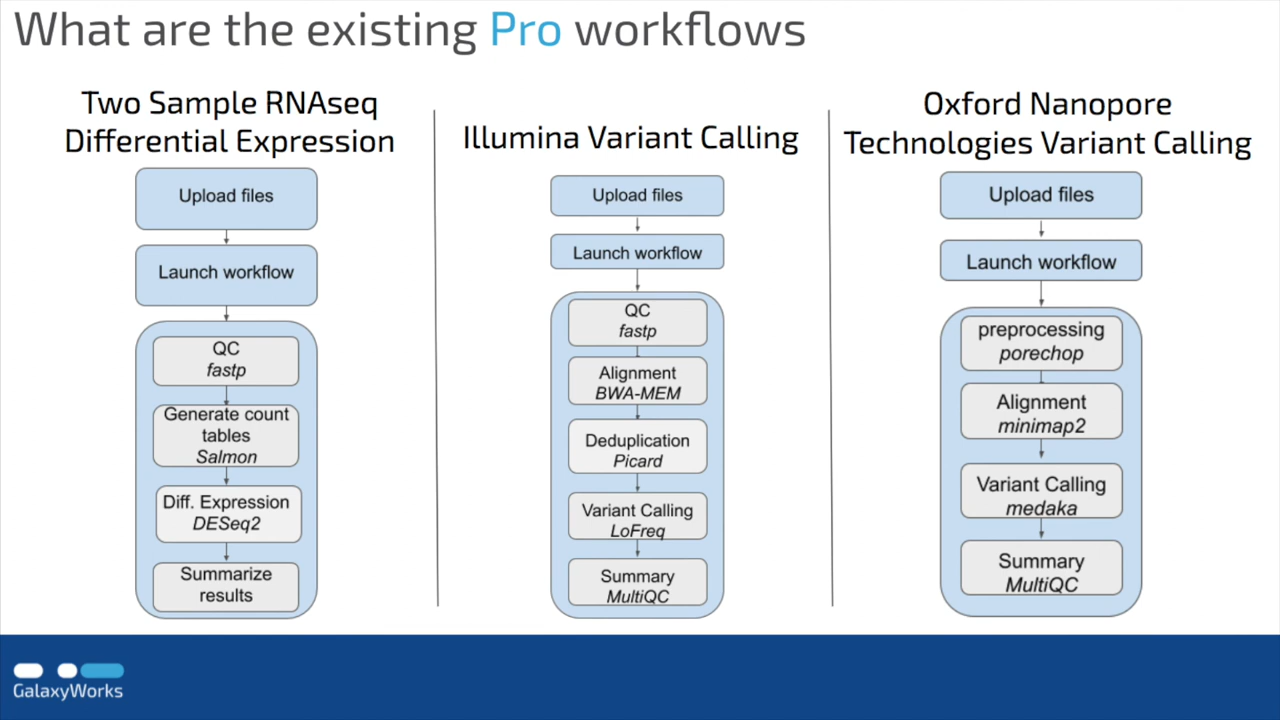 What are the existing Pro workflows
Two Sample RNAseq
Differential Expression
Upload files
Launch workflow
QC
fastp
Generate count
tables
Salmon
Diff. Expression
DESeq2
Summarize
results
Illumina Variant Calling
Upload files
Launch workflow
QC
fastp
Alignment
BWA-MEM
Deduplication
Picard
Variant Calling
LoFreq
Summary
MultiQC
Oxford Nanopore
Technologies Variant Calling
Upload files
Launch workflow
preprocessing
porechop
Alignment
minimap2
Variant Calling
medaka
Summary
MultiQC
GalaxyWorks